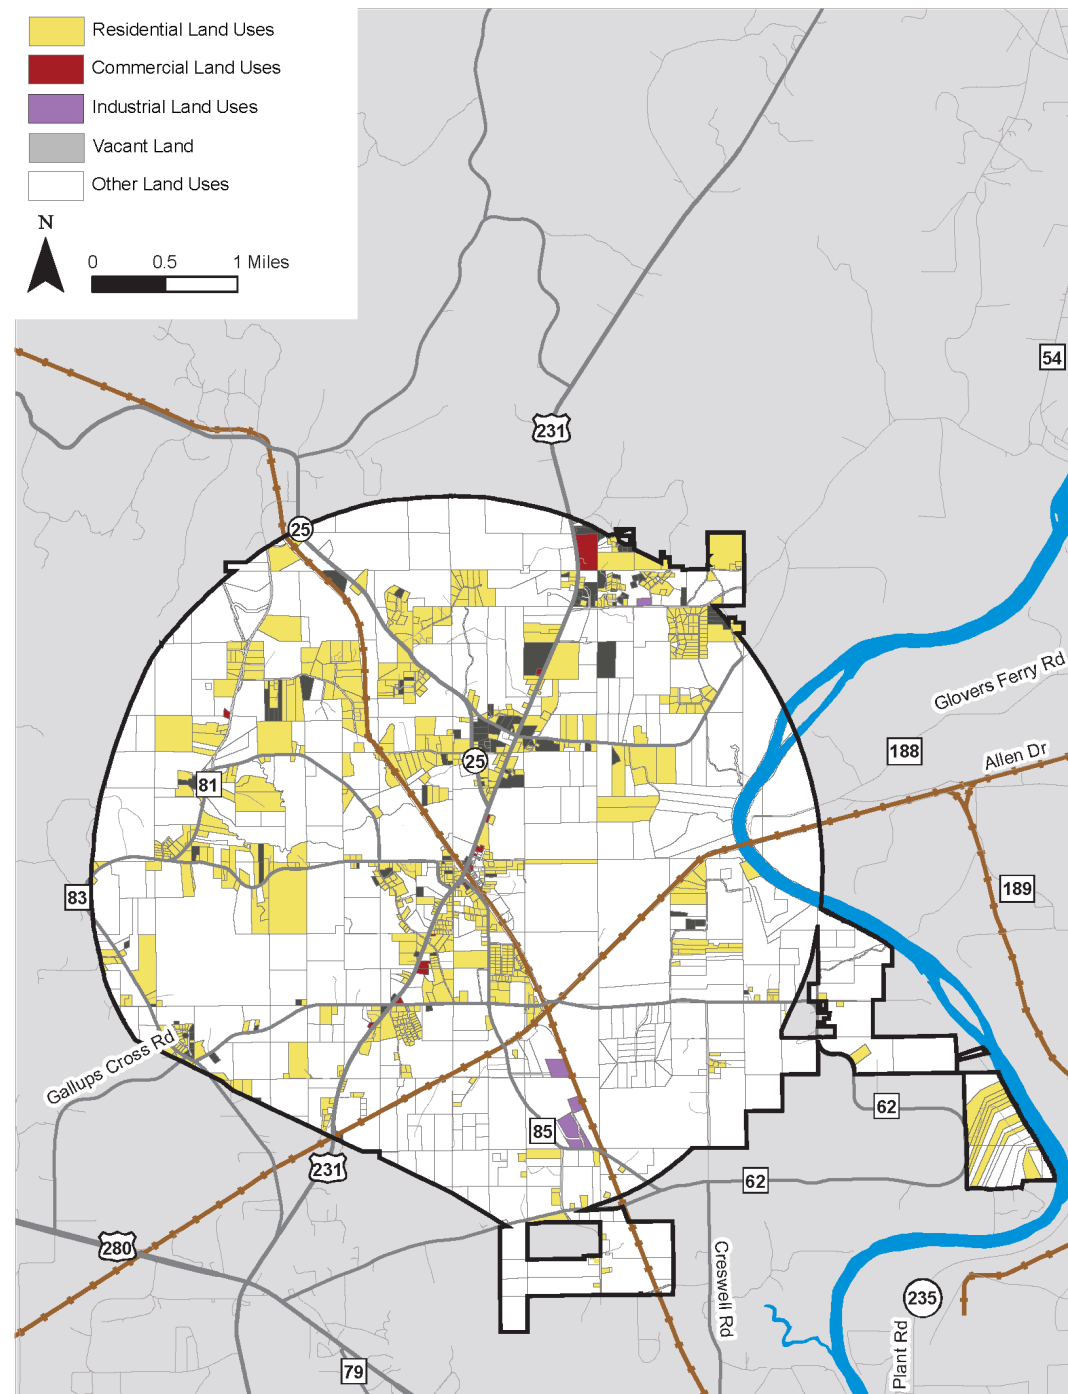 Residential Land Uses
Commercial Land Uses
Industrial Land Uses
Vacant Land
Other Land Uses
N
0 0.5 1 Miles
54
231
25
Glovers Ferry Rd
188
Allen Dr
25
81
83
189
Gallups Cross Rd
62
85
231
62
280
Creswell Rd
235
Plant Rd
79